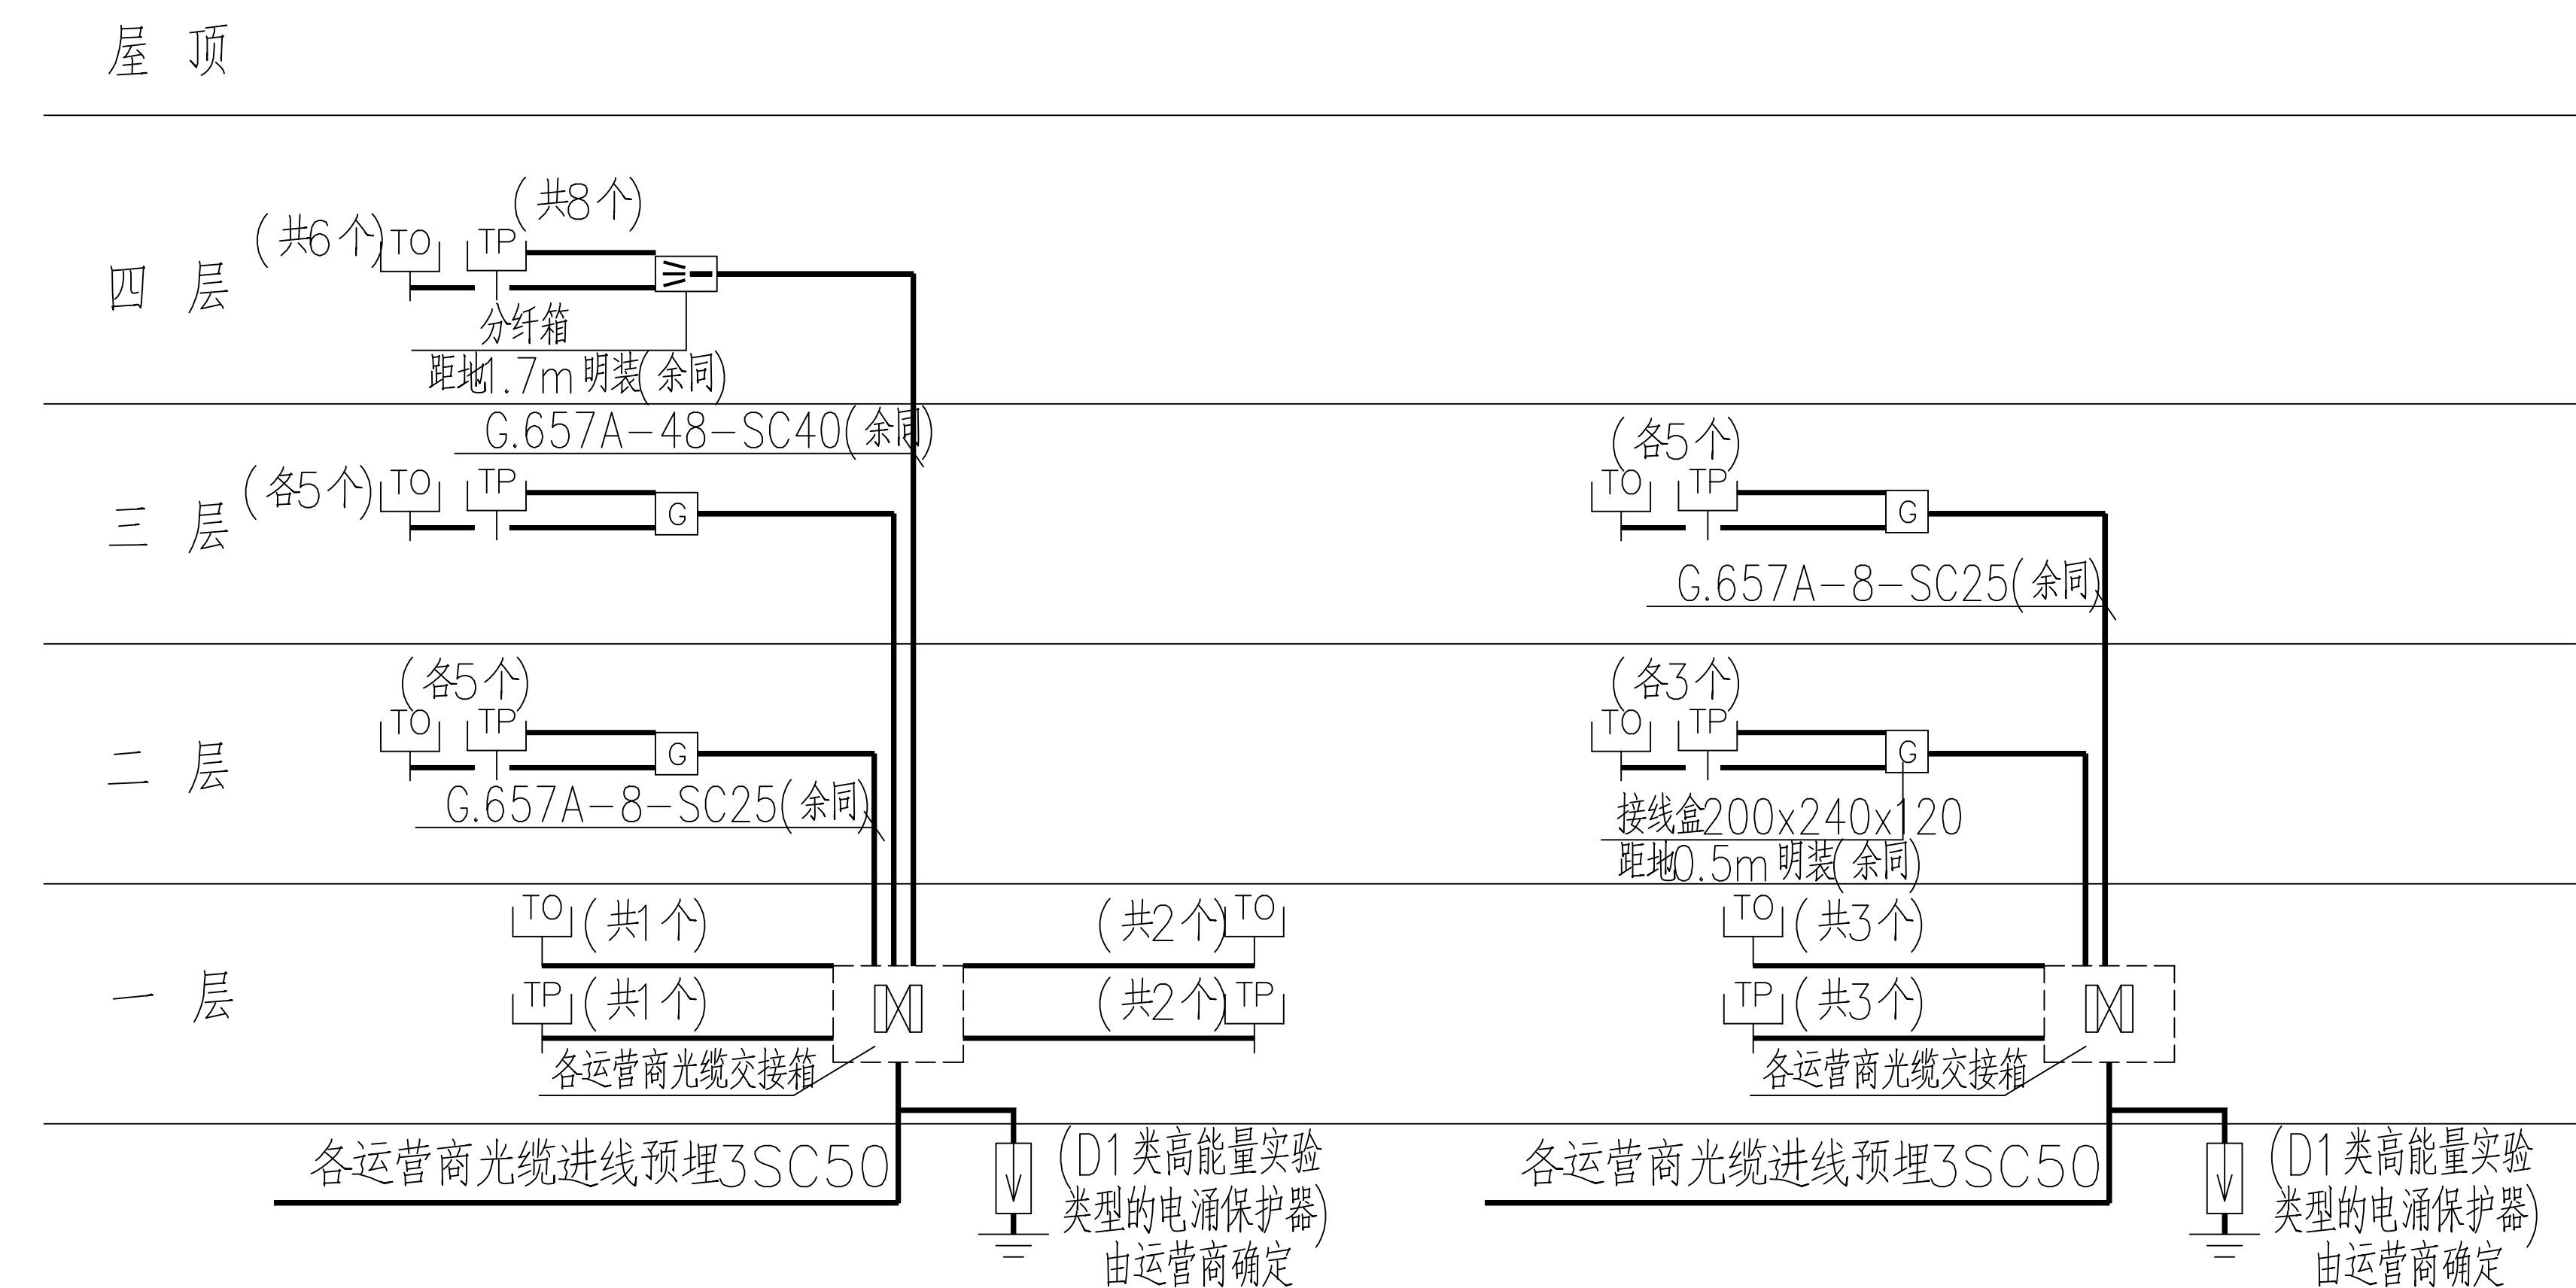 屋 顶
(共8个)
(共6个) TO TP
四 层
分纤箱
距地1.7m 明装(余同)
G.657A-48-SC40(余同)
(各5个)
(各5个) TO TP
TO TP
三 层
G
G
G.657A-8-SC25(余同)
(各5个)
(各3个)
TO TP
TO TP
二 层
G
G
G.657A-8-SC25(余同)
接线盒200x240x120
距地0.5m 明装(余同)
TO (共1个)
(共2个) TO
TO (共3个)
一 层
TP (共1个)
(共2个) TP
TP (共3个)
各运营商光缆交接箱
各运营商光缆交接箱
各运营商光缆进线预埋3SC50
(D1 类高能量实验
类型的电涌保护器)
由运营商确定
各运营商光缆进线预埋3SC50
(D1 类高能量实验
类型的电涌保护器)
由运营商确定